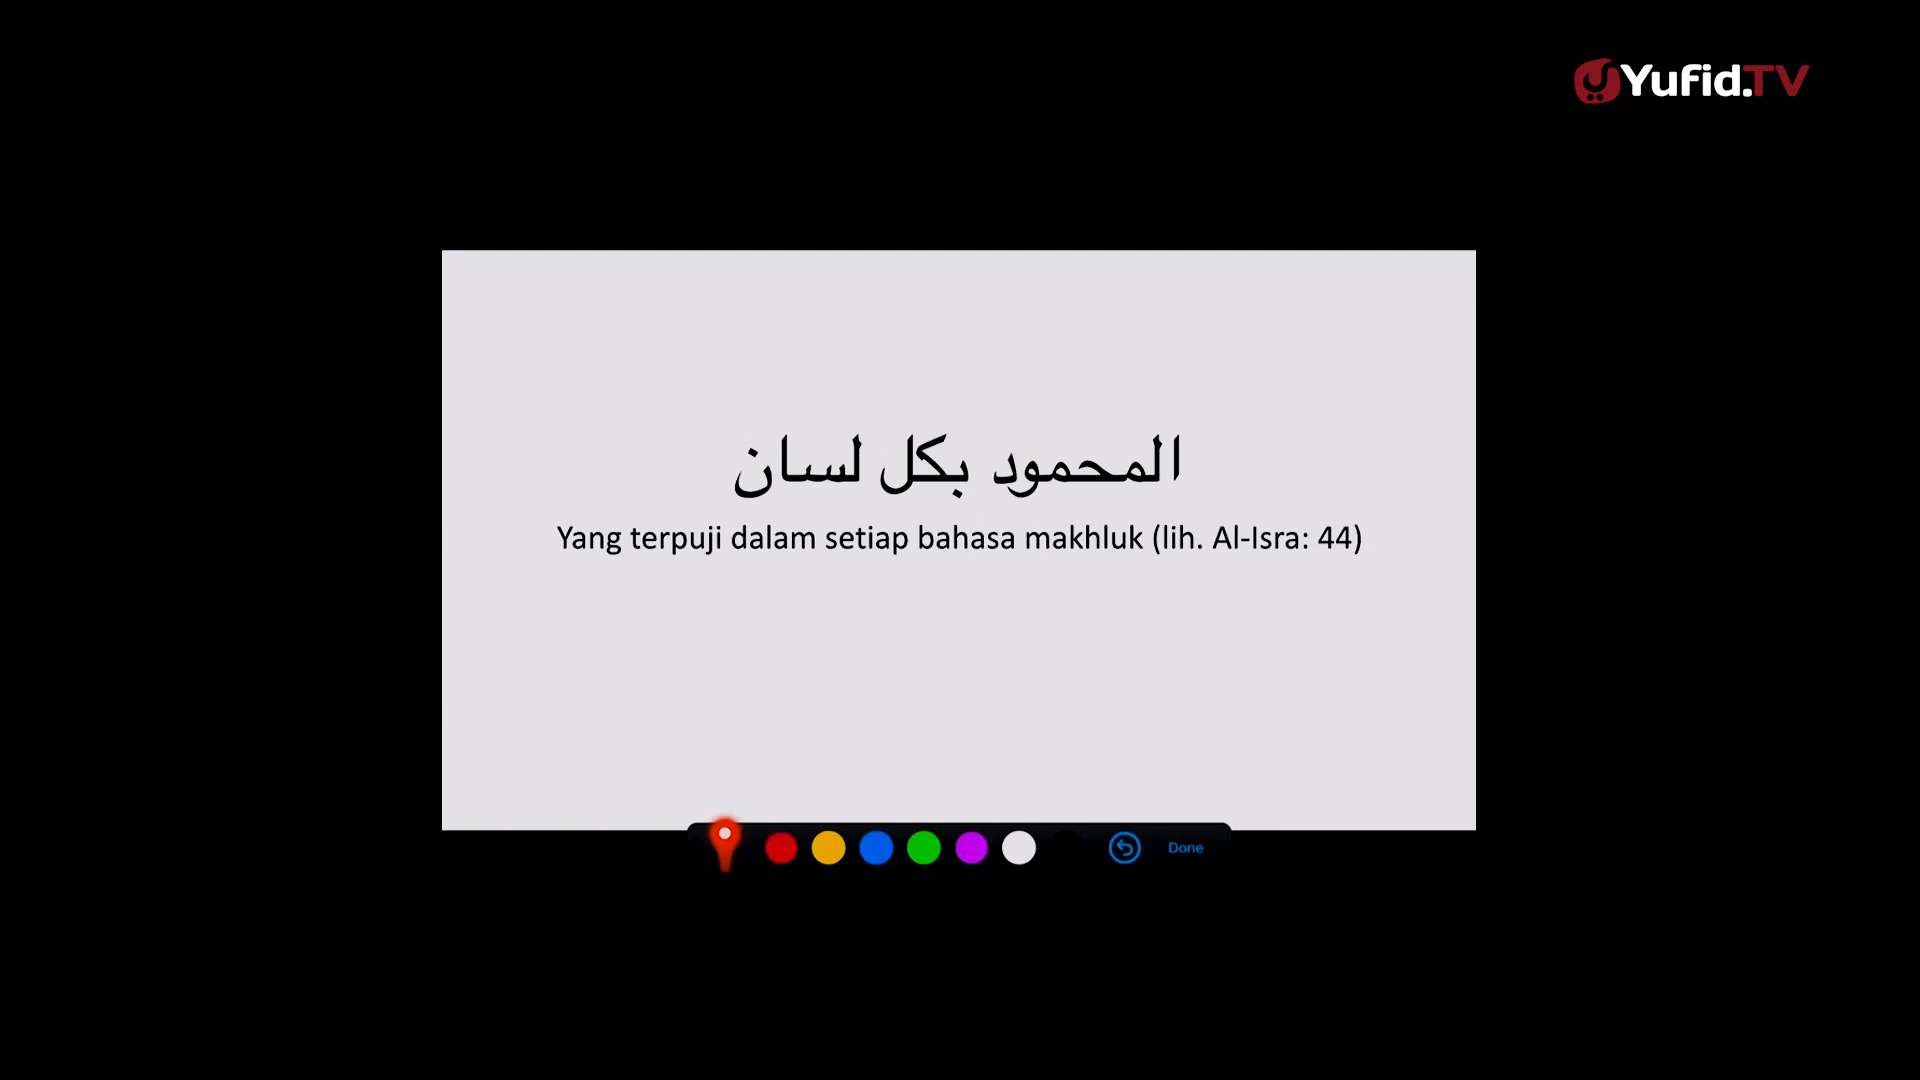 Yufid.TV
المحمود بكل لسان
Yang terpuji dalam setiap bahasa makhluk (lih. Al-Isra: 44)
Done